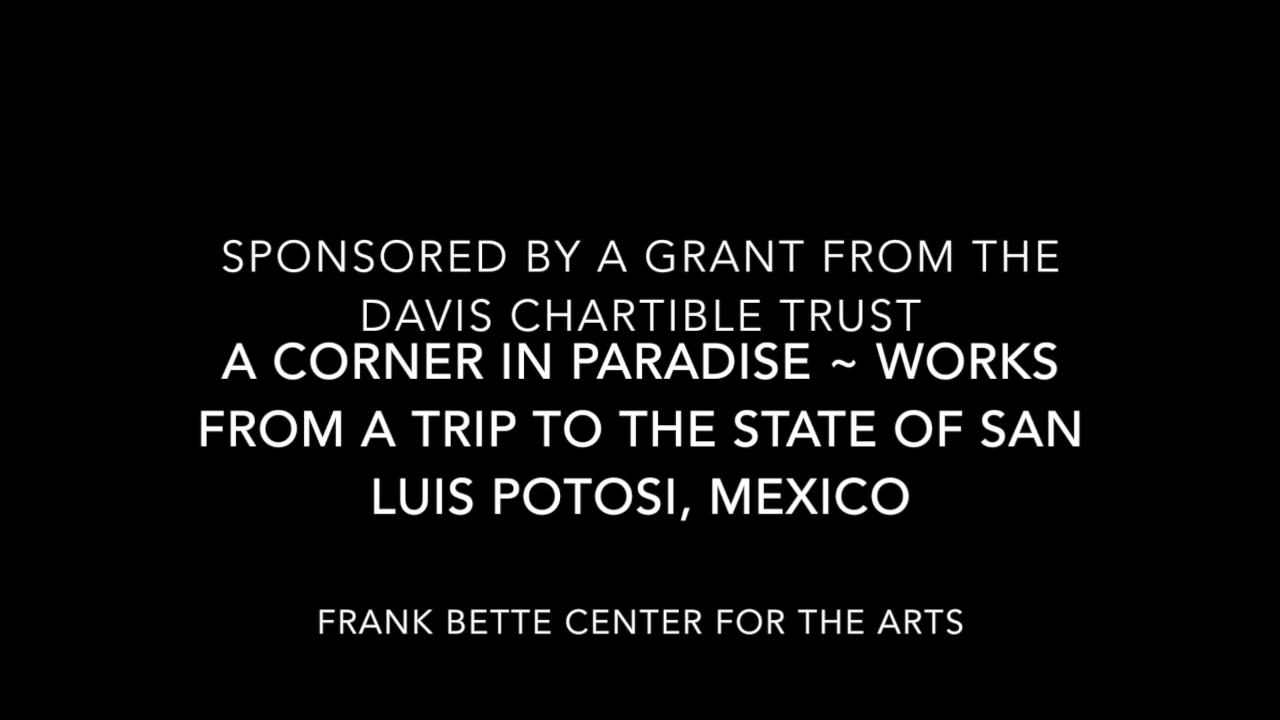 SPONSORED BY A GRANT FROM THE
DAVIS CHARTIBLE TRUST
A CORNER IN PARADISE ~ WORKS
FROM A TRIP TO THE STATE OF SAN
LUIS POTOSI, MEXICO
FRANK BETTE CENTER FOR THE ARTS